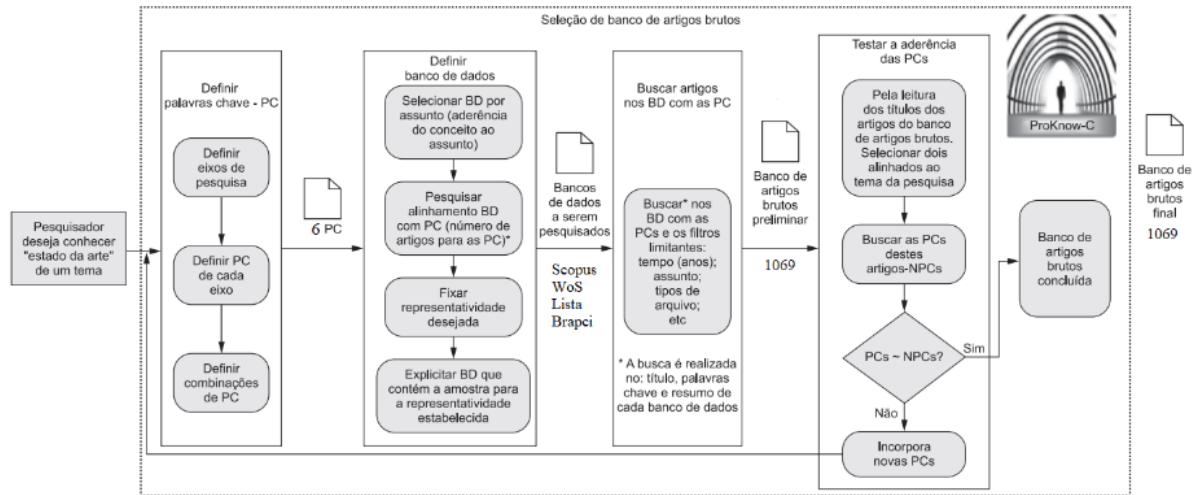 Seleção de banco de artigos brutos
Pesquisador
deseja conhecer
"estado da arte"
de um tema
Definir
palavras chave - PC
Definir
eixos de
pesquisa
Definir PC
de cada
eixo
Definir
combinações
de PC
6 PC
Definir
banco de dados
Selecionar BD por
assunto (aderência
do conceito ao
assunto)
Pesquisar
alinhamento BD
com PC (número de
artigos para as PC)*
Fixar
representatividade
desejada
Explicitar BD que
contém a amostra para
a representatividade
estabelecida
Bancos
de dados
a serem
pesquisados
Scopus
WoS
Lista
Brapci
Buscar artigos
nos BD com as PC
Buscar* nos
BD com as
PCs e os filtros
limitantes:
tempo (anos);
assunto;
tipos de
arquivo;
etc
* A busca é realizada
no: título, palavras
chave e resumo de
cada banco de dados
Banco de
artigos
brutos
preliminar
1069
Testar a aderência
das PCs
Pela leitura
dos títulos dos
artigos do banco
de artigos brutos.
Selecionar dois
alinhados ao
tema da pesquisa
Buscar as PCs
destes
artigos-NPCs
PCs ~ NPCs?
Sim
Não
Incorpora
novas PCs
ProKnow-C
Banco de
artigos
brutos
concluída
Banco de
artigos
brutos
final
1069